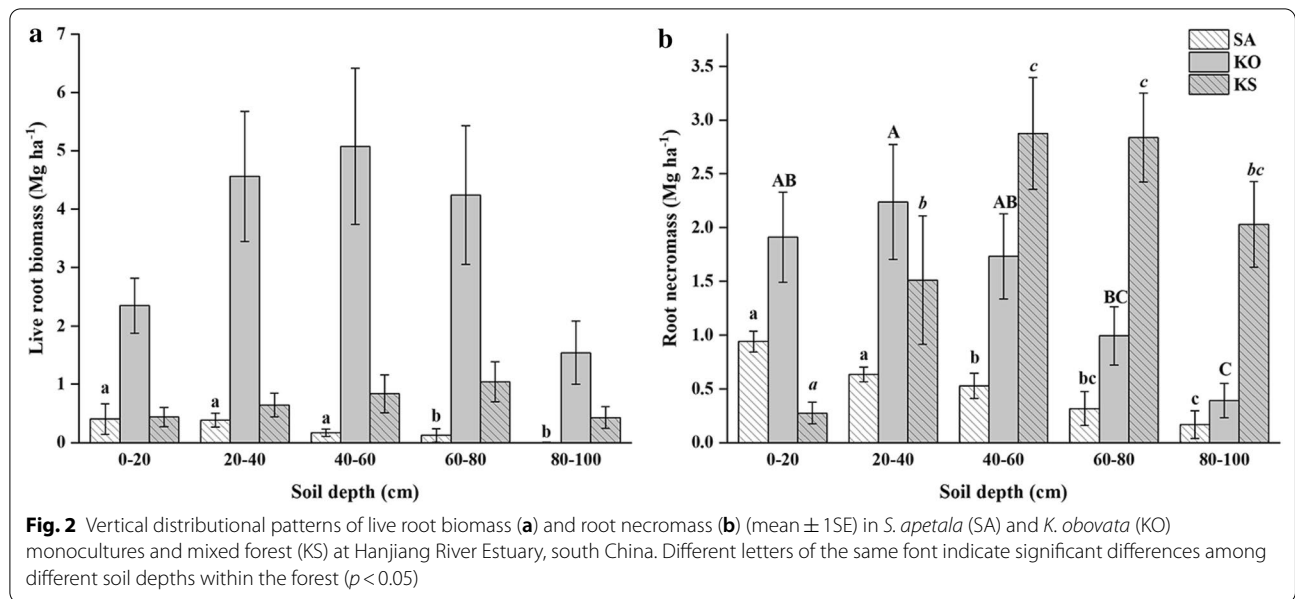 a
7
6
5
4
3
2
1
0
Live root biomass (Mg ha⁻¹)
a
a
a
b
b
0-20
20-40
40-60
60-80
80-100
Soil depth (cm)
b
3.5
3.0
2.5
2.0
1.5
1.0
0.5
0.0
Root necromass (Mg ha⁻¹)
SA
KO
KS
a
AB
a
a
A
b
b
AB
c
bc
BC
c
c
C
bc
0-20
20-40
40-60
60-80
80-100
Soil depth (cm)
Fig. 2 Vertical distributional patterns of live root biomass (a) and root necromass (b) (mean ± 1SE) in S. apetala (SA) and K. obovata (KO)
monocultures and mixed forest (KS) at Hanjiang River Estuary, south China. Different letters of the same font indicate significant differences among
different soil depths within the forest (p < 0.05)